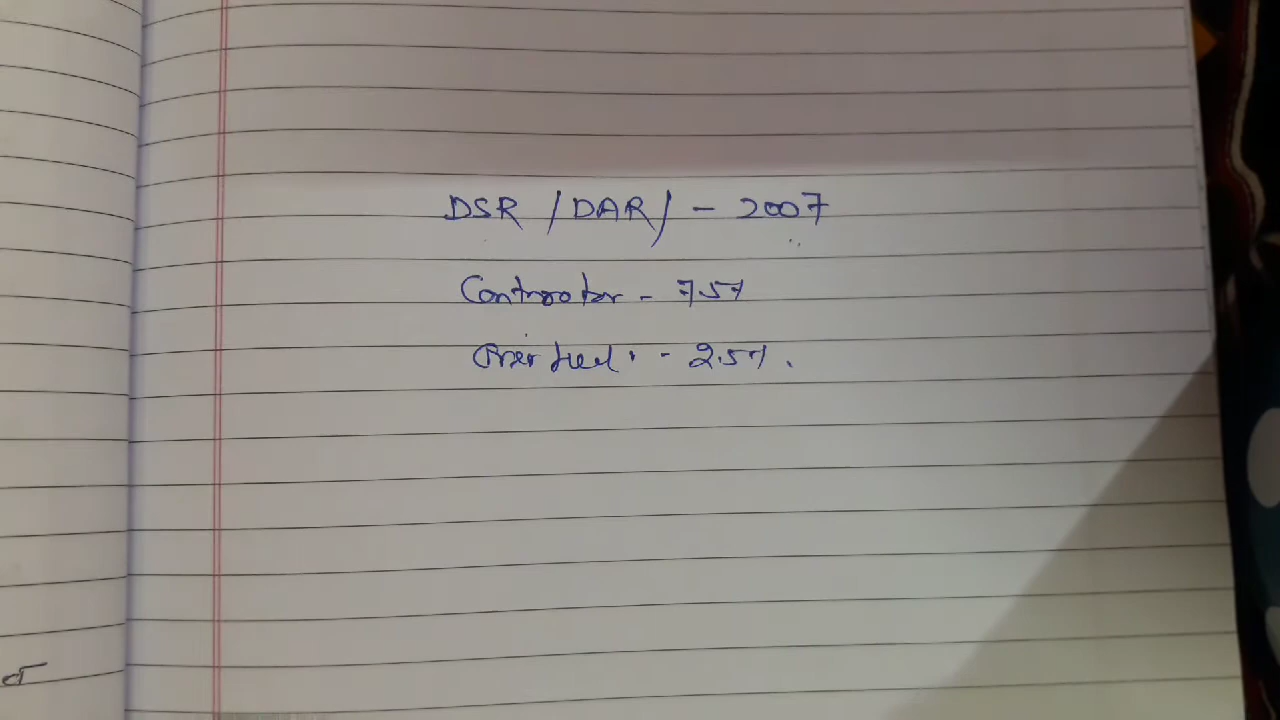 DSR /DAR/ - 2007
Contractor - 7.5%
Overhead. - 2.5%.